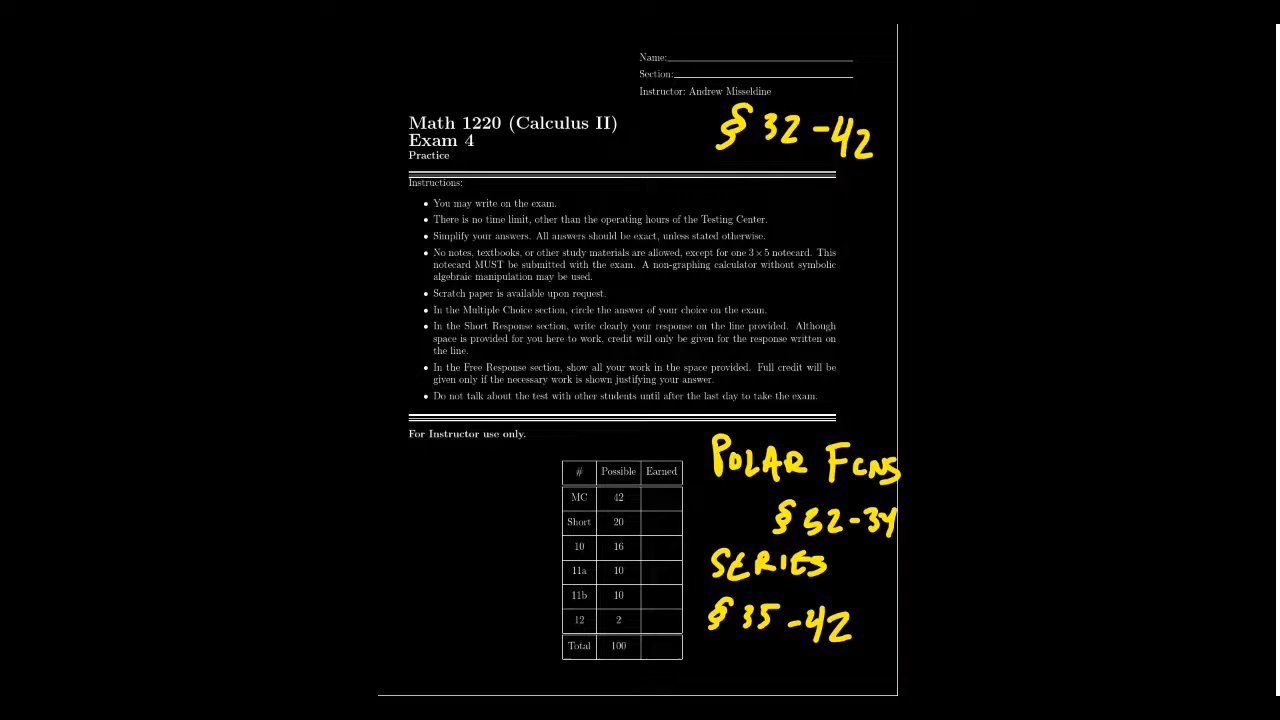 Name:
Section:
Instructor: Andrew Misseldine
Math 1220 (Calculus II)
Exam 4
Practice
§ 32-42
Instructions:
• You may write on the exam.
• There is no time limit, other than the operating hours of the Testing Center.
• Simplify your answers. All answers should be exact, unless stated otherwise.
• No notes, textbooks, or other study materials are allowed, except for one 3 × 5 notecard. This
notecard MUST be submitted with the exam. A non-graphing calculator without symbolic
algebraic manipulation may be used.
• Scratch paper is available upon request.
• In the Multiple Choice section, circle the answer of your choice on the exam.
• In the Short Response section, write clearly your response on the line provided. Although
space is provided for you here to work, credit will only be given for the response written on
the line.
• In the Free Response section, show all your work in the space provided. Full credit will be
given only if the necessary work is shown justifying your answer.
• Do not talk about the test with other students until after the last day to take the exam.
For Instructor use only.
# Possible Earned
MC 42
Short 20
10 16
11a 10
11b 10
12 2
Total 100
POLAR FCNS
§ 32-34
SERIES
§ 35-42